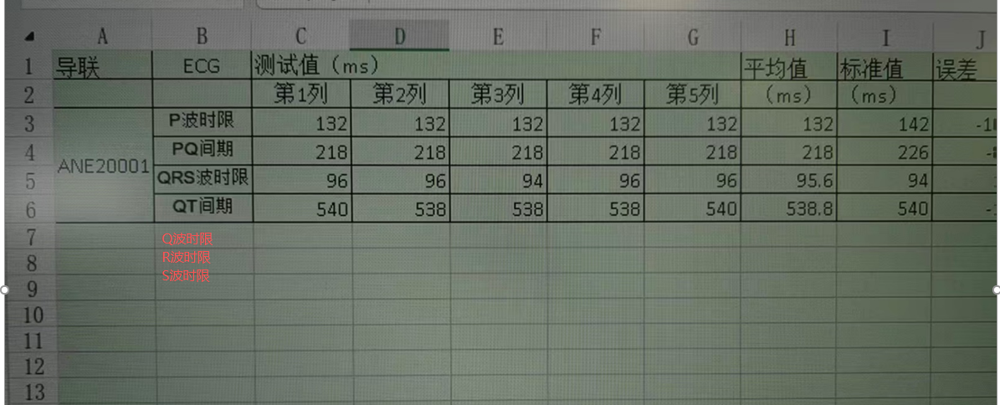 A B C D E F G H I J
1 导联 ECG 测试值（ms） 平均值 标准值 误差
2 第1列 第2列 第3列 第4列 第5列 （ms） （ms）
3 P波时限 132 132 132 132 132 132 142
4 PQ间期 218 218 218 218 218 218 226
ANE20001
5 QRS波时限 96 96 94 96 96 95.6 94
6 QT间期 540 538 538 538 540 538.8 540
7 Q波时限
8 R波时限
S波时限
9
10
11
12
13